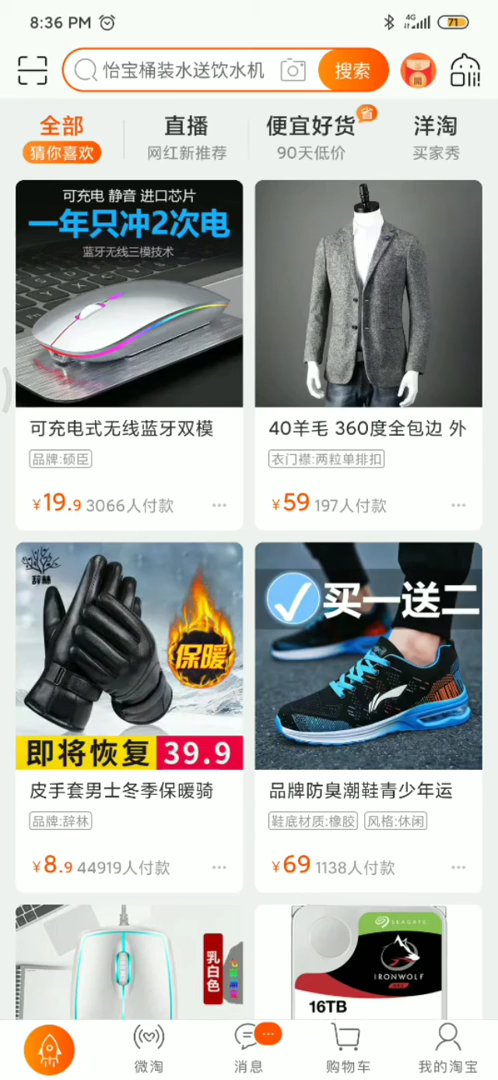 8:36 PM
4G
71
怡宝桶装水送饮水机
搜索
全部
直播
便宜好货
省
洋淘
猜你喜欢
网红新推荐
90天低价
买家秀
可充电 静音 进口芯片
一年只冲2次电
蓝牙无线三模技术
可充电式无线蓝牙双模
品牌:硕臣
¥19.9 3066人付款
40羊毛 360度全包边 外
衣门襟:两粒单排扣
¥59 197人付款
辞林
保暖
即将恢复 39.9
皮手套男士冬季保暖骑
品牌:辞林
¥8.9 44919人付款
买一送二
品牌防臭潮鞋青少年运
鞋底材质:橡胶 风格:休闲
¥69 1138人付款
乳白色
SEAGATE
IRONWOLF
16TB
微淘
消息
购物车
我的淘宝